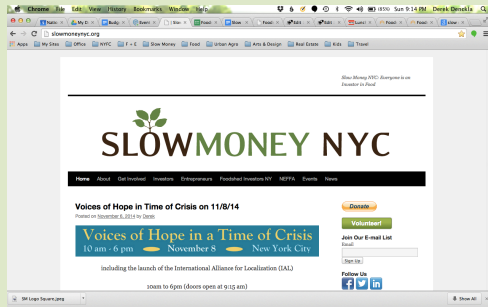 Chrome File Edit View History Bookmarks Window Help
6 (85%) Sun 9:14 PM Derek Denckla
slowmoneynyc.org
Apps My Sites Office NYFC F + E Slow Money Food Urban Agro Arts & Design Real Estate Kids Travel
Slow Money NYC: Everyone is an
Investor in Food
SLOWMONEY NYC
Home About Get Involved Investors Entrepreneurs Foodshed Investors NY NEFFA Events News
Voices of Hope in Time of Crisis on 11/8/14
Posted on November 6, 2014 by Derek
Voices of Hope in a Time of Crisis
10 am - 6 pm November 8 New York City
including the launch of the International Alliance for Localization (IAL)
10am to 6pm (doors open at 9:15 am)
Donate
Volunteer!
Join Our E-mail List
Email
Sign Up
Follow Us
SM Logo Square.jpeg
Show All